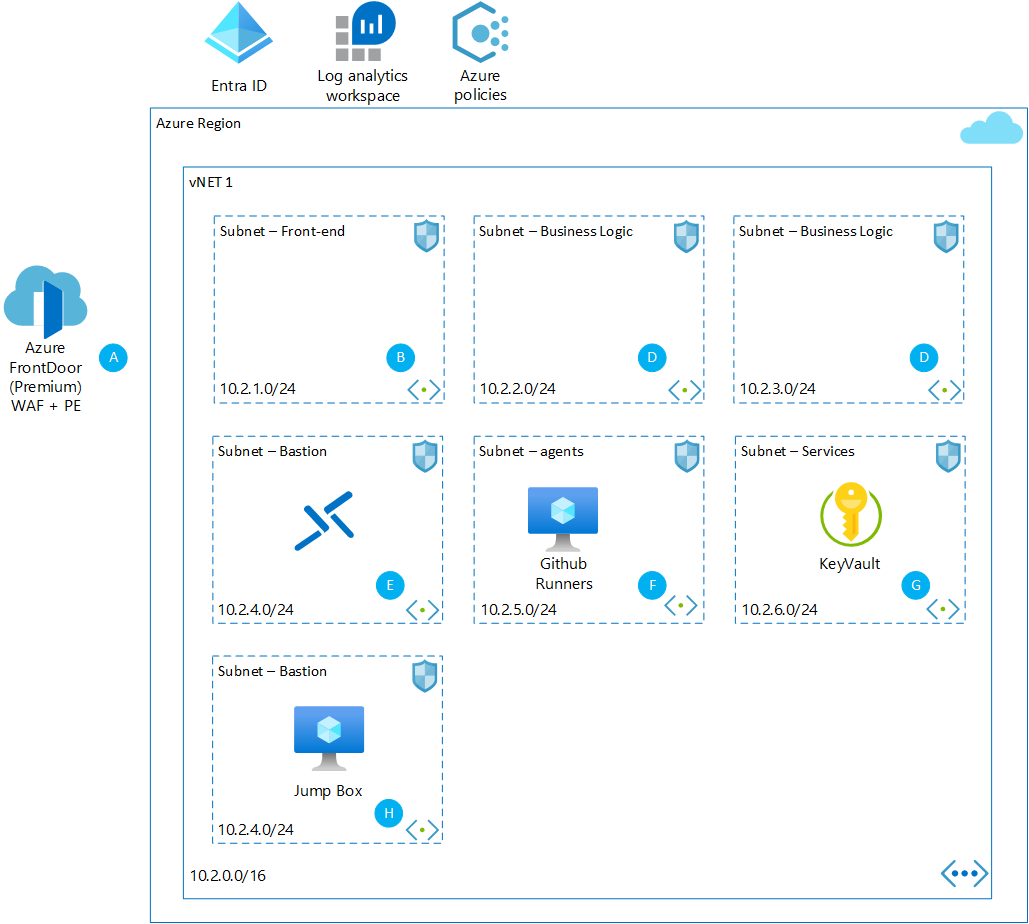 Entra ID
Log analytics
workspace
Azure
policies
Azure Region
vNET 1
Subnet – Front-end
B
10.2.1.0/24
Subnet – Business Logic
D
10.2.2.0/24
Subnet – Business Logic
D
10.2.3.0/24
Azure
FrontDoor
(Premium)
WAF + PE
A
Subnet – Bastion
E
10.2.4.0/24
Subnet – agents
Github
Runners
F
10.2.5.0/24
Subnet – Services
KeyVault
G
10.2.6.0/24
Subnet – Bastion
Jump Box
H
10.2.4.0/24
10.2.0.0/16